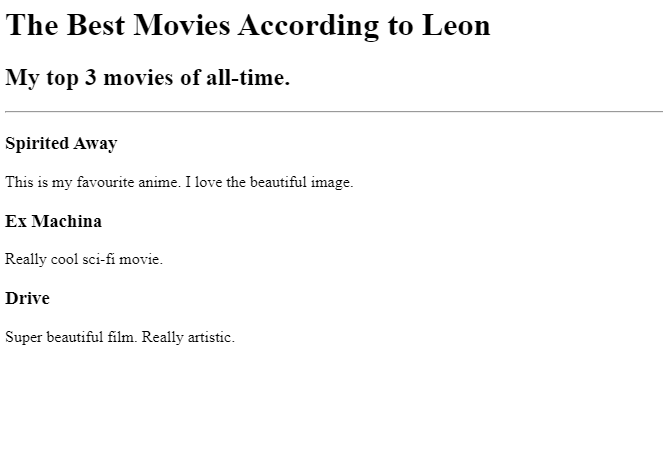 The Best Movies According to Leon
My top 3 movies of all-time.
Spirited Away
This is my favourite anime. I love the beautiful image.
Ex Machina
Really cool sci-fi movie.
Drive
Super beautiful film. Really artistic.